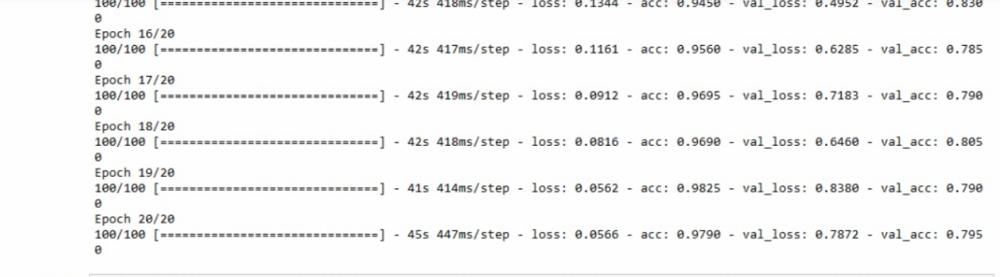 100/100 [==============================] - 42s 418ms/step - loss: 0.1344 - acc: 0.9450 - val_loss: 0.4952 - val_acc: 0.830
0
Epoch 16/20
100/100 [==============================] - 42s 417ms/step - loss: 0.1161 - acc: 0.9560 - val_loss: 0.6285 - val_acc: 0.785
0
Epoch 17/20
100/100 [==============================] - 42s 419ms/step - loss: 0.0912 - acc: 0.9695 - val_loss: 0.7183 - val_acc: 0.790
0
Epoch 18/20
100/100 [==============================] - 42s 418ms/step - loss: 0.0816 - acc: 0.9690 - val_loss: 0.6460 - val_acc: 0.805
0
Epoch 19/20
100/100 [==============================] - 41s 414ms/step - loss: 0.0562 - acc: 0.9825 - val_loss: 0.8380 - val_acc: 0.790
0
Epoch 20/20
100/100 [==============================] - 45s 447ms/step - loss: 0.0566 - acc: 0.9790 - val_loss: 0.7872 - val_acc: 0.795
0